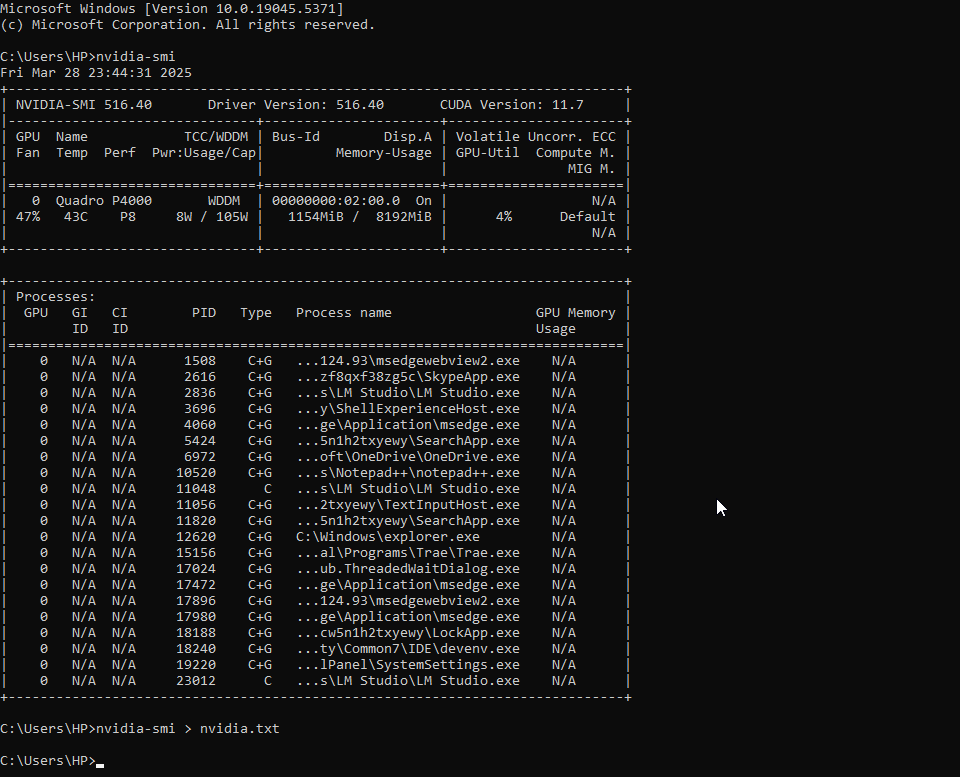 Microsoft Windows [Version 10.0.19045.5371]
(c) Microsoft Corporation. All rights reserved.

C:\Users\HP>nvidia-smi
Fri Mar 28 23:44:31 2025
+-----------------------------------------------------------------------------+
| NVIDIA-SMI 516.40       Driver Version: 516.40       CUDA Version: 11.7     |
|-------------------------------+----------------------+----------------------+
| GPU  Name            TCC/WDDM | Bus-Id        Disp.A | Volatile Uncorr. ECC |
| Fan  Temp  Perf  Pwr:Usage/Cap|         Memory-Usage | GPU-Util  Compute M. |
|                               |                      |               MIG M. |
|===============================+======================+======================|
|   0  Quadro P4000       WDDM  | 00000000:02:00.0  On |                  N/A |
| 47%   43C    P8     8W / 105W |   1154MiB /  8192MiB |      4%      Default |
|                               |                      |                  N/A |
+-------------------------------+----------------------+----------------------+

+-----------------------------------------------------------------------------+
| Processes:                                                                  |
|  GPU   GI   CI        PID   Type   Process name                  GPU Memory |
|        ID   ID                                                   Usage      |
|=============================================================================|
|    0   N/A  N/A      1508    C+G   ...124.93\msedgewebview2.exe    N/A      |
|    0   N/A  N/A      2616    C+G   ...zf8qxf38zg5c\SkypeApp.exe    N/A      |
|    0   N/A  N/A      2836    C+G   ...s\LM Studio\LM Studio.exe    N/A      |
|    0   N/A  N/A      3696    C+G   ...y\ShellExperienceHost.exe    N/A      |
|    0   N/A  N/A      4060    C+G   ...ge\Application\msedge.exe    N/A      |
|    0   N/A  N/A      5424    C+G   ...5n1h2txyewy\SearchApp.exe    N/A      |
|    0   N/A  N/A      6972    C+G   ...oft\OneDrive\OneDrive.exe    N/A      |
|    0   N/A  N/A     10520    C+G   ...s\Notepad++\notepad++.exe    N/A      |
|    0   N/A  N/A     11048      C   ...s\LM Studio\LM Studio.exe    N/A      |
|    0   N/A  N/A     11056    C+G   ...2txyewy\TextInputHost.exe    N/A      |
|    0   N/A  N/A     11820    C+G   ...5n1h2txyewy\SearchApp.exe    N/A      |
|    0   N/A  N/A     12620    C+G   C:\Windows\explorer.exe         N/A      |
|    0   N/A  N/A     15156    C+G   ...al\Programs\Trae\Trae.exe    N/A      |
|    0   N/A  N/A     17024    C+G   ...ub.ThreadedWaitDialog.exe    N/A      |
|    0   N/A  N/A     17472    C+G   ...ge\Application\msedge.exe    N/A      |
|    0   N/A  N/A     17896    C+G   ...124.93\msedgewebview2.exe    N/A      |
|    0   N/A  N/A     17980    C+G   ...ge\Application\msedge.exe    N/A      |
|    0   N/A  N/A     18188    C+G   ...cw5n1h2txyewy\LockApp.exe    N/A      |
|    0   N/A  N/A     18240    C+G   ...ty\Common7\IDE\devenv.exe    N/A      |
|    0   N/A  N/A     19220    C+G   ...lPanel\SystemSettings.exe    N/A      |
|    0   N/A  N/A     23012      C   ...s\LM Studio\LM Studio.exe    N/A      |
+-----------------------------------------------------------------------------+

C:\Users\HP>nvidia-smi > nvidia.txt

C:\Users\HP>